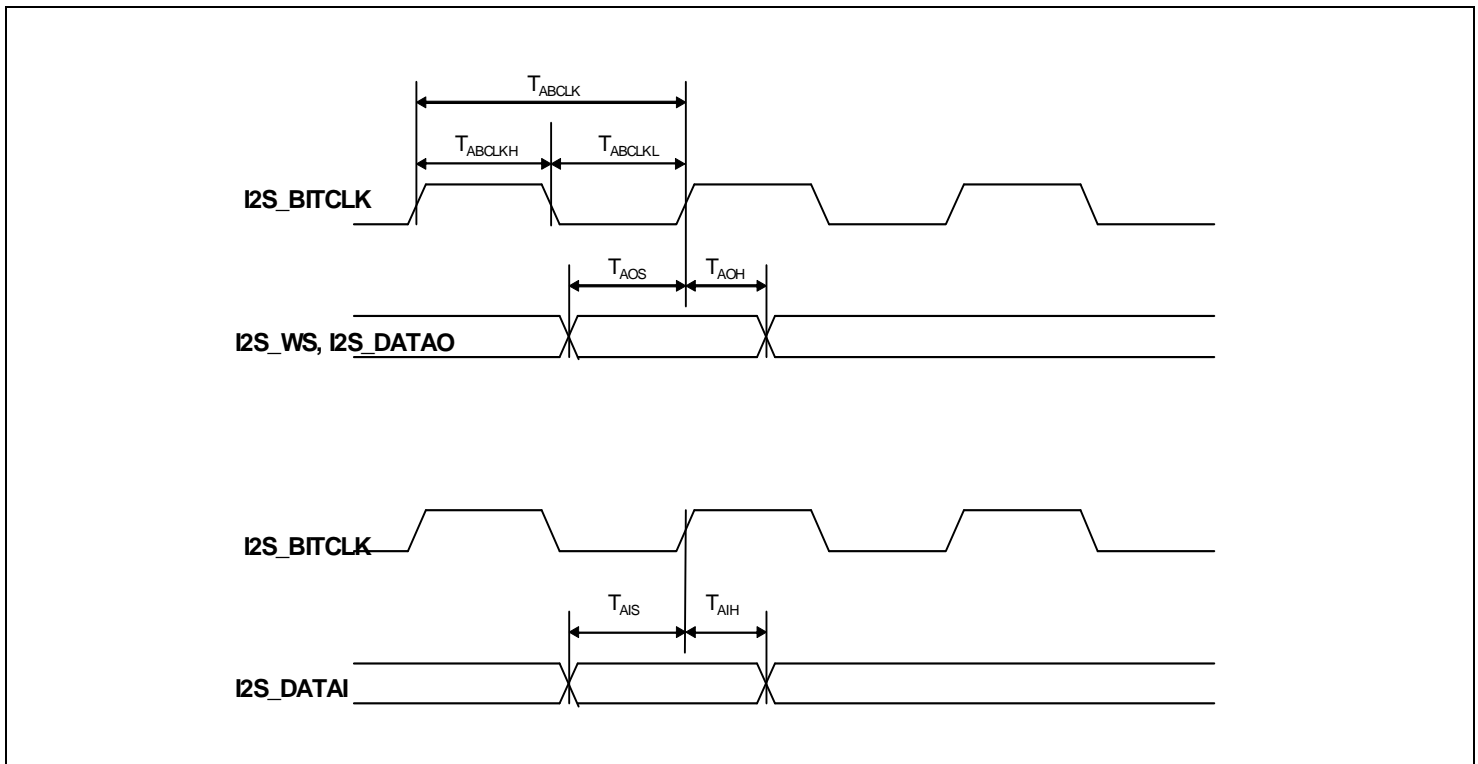 TABCLK
TABCLKH TABCLKL
I2S_BITCLK
TAOS TAOH
I2S_WS, I2S_DATAO
I2S_BITCLK
TAIS TAIH
I2S_DATAI